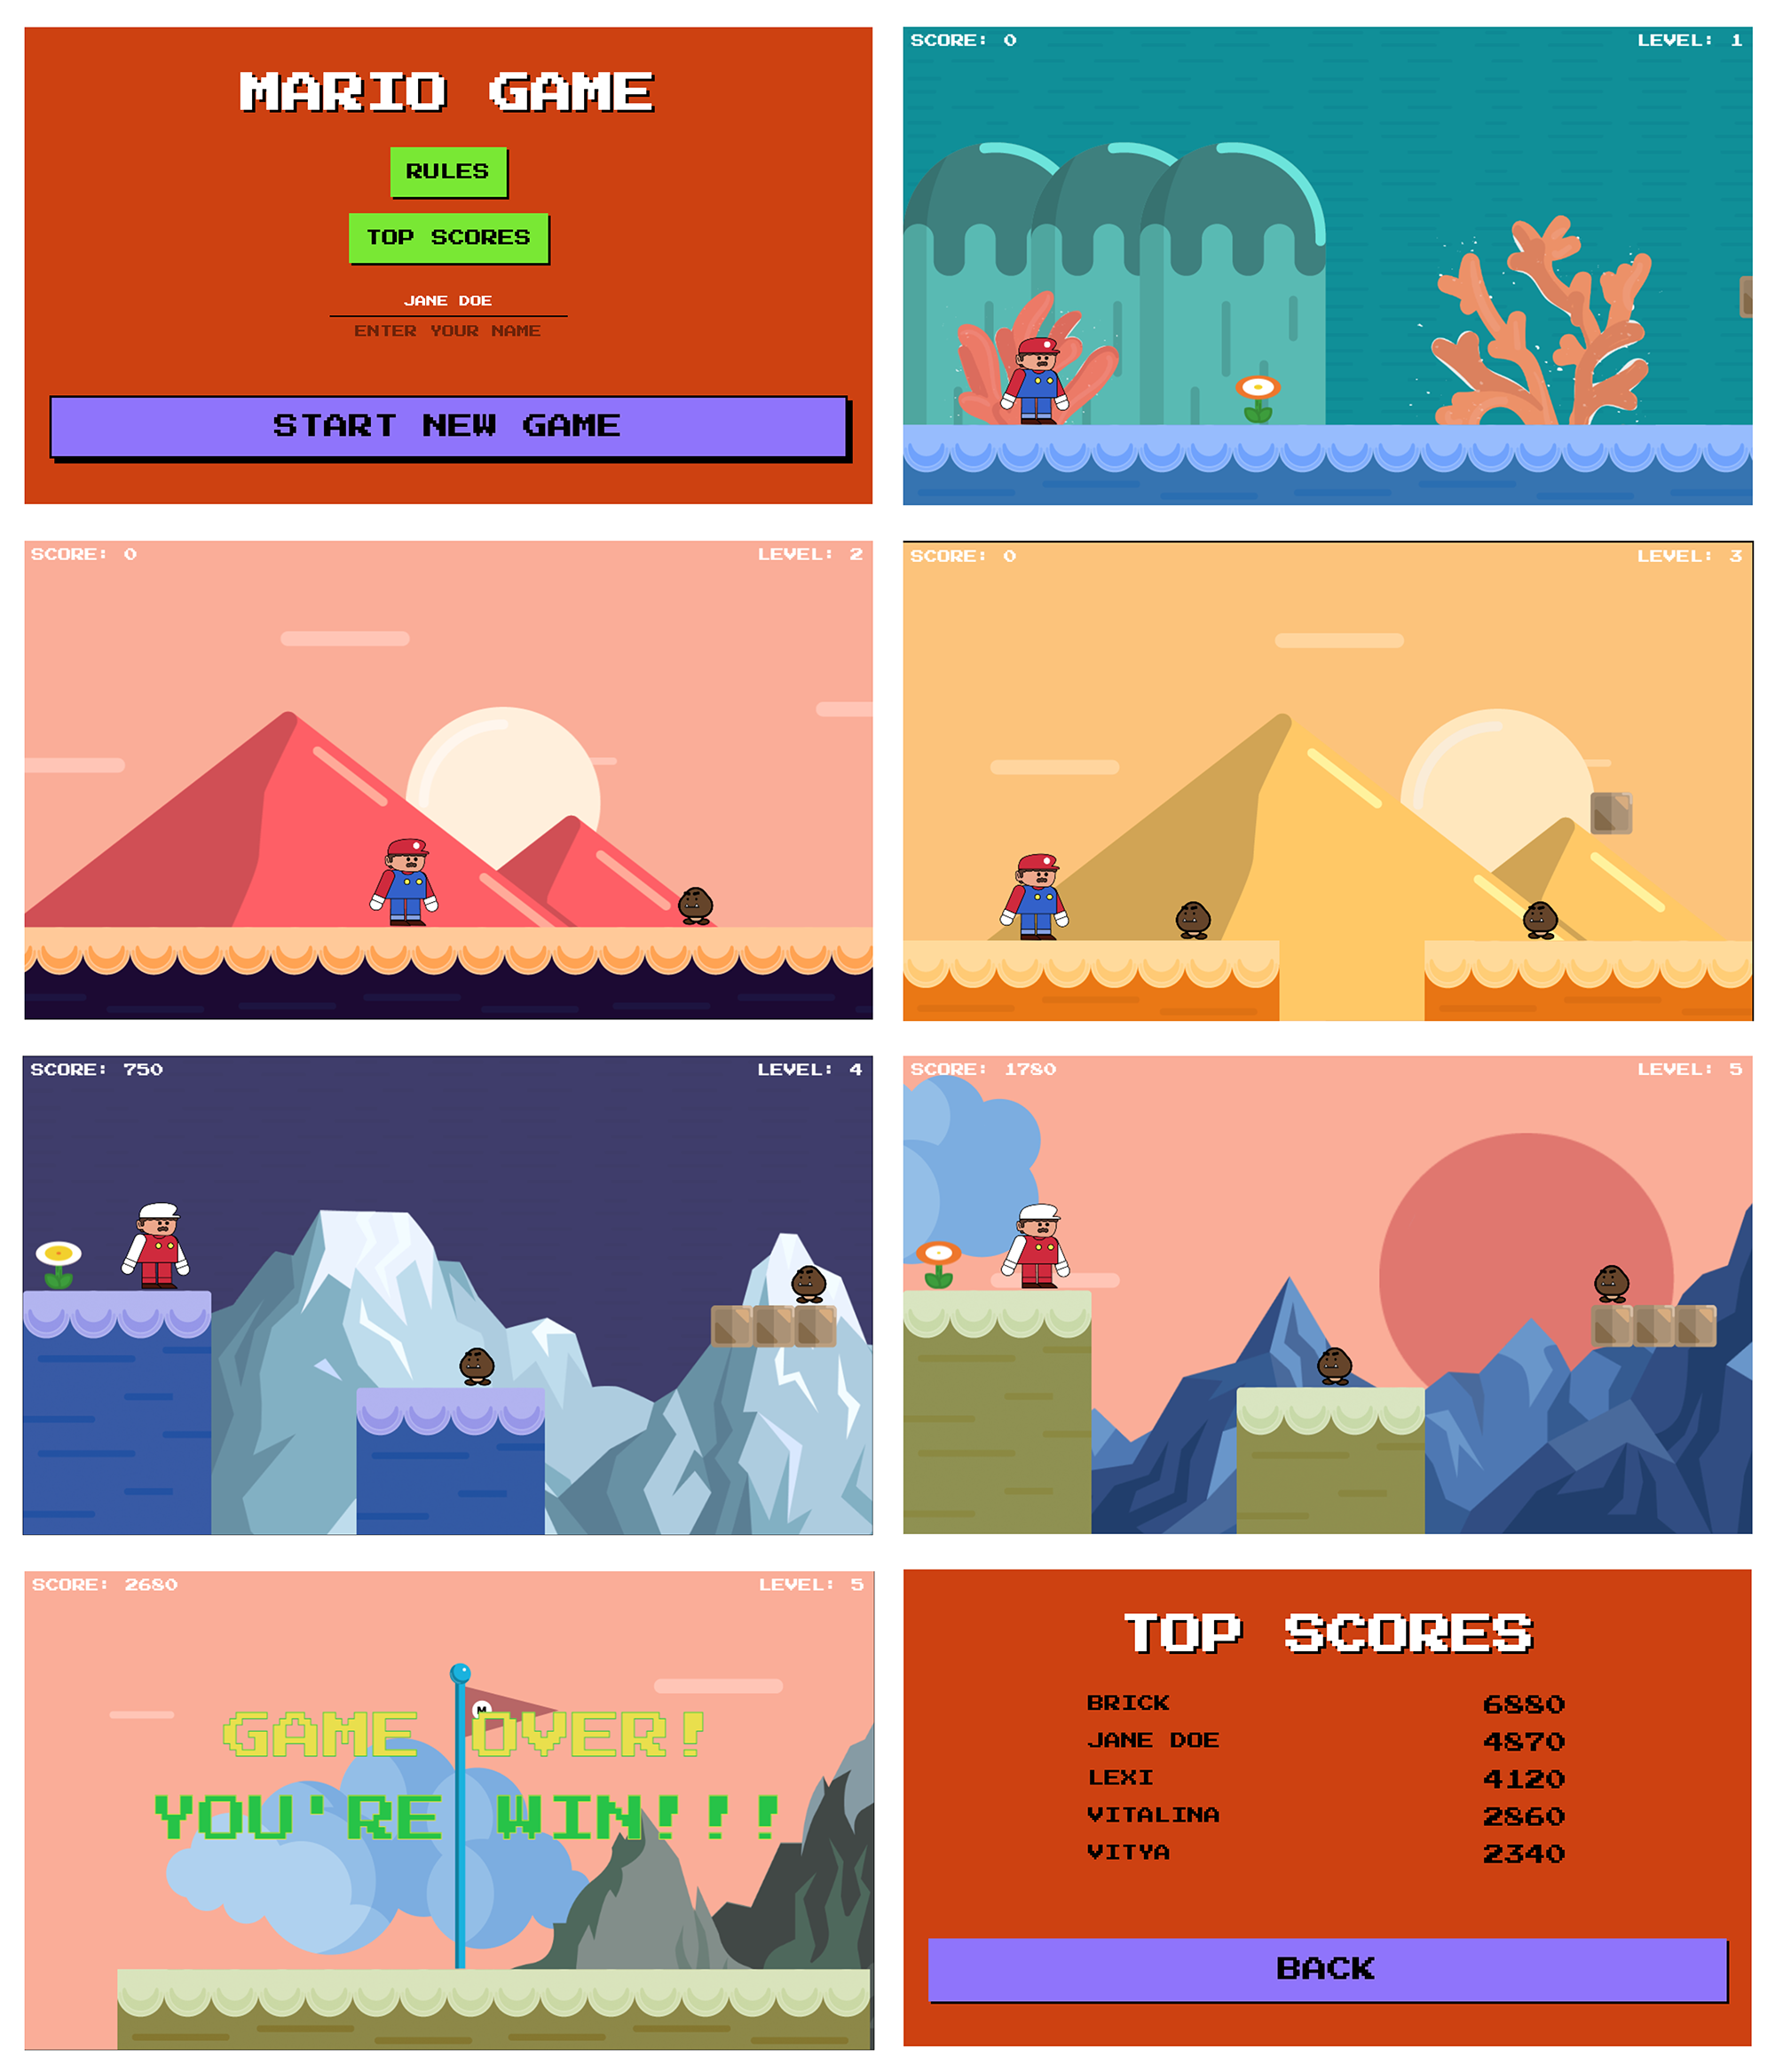 MARIO GAME
RULES
TOP SCORES
JANE DOE
ENTER YOUR NAME
START NEW GAME
SCORE: 0 LEVEL: 1
SCORE: 0 LEVEL: 2
SCORE: 0 LEVEL: 3
SCORE: 750 LEVEL: 4
SCORE: 1780 LEVEL: 5
SCORE: 2680 LEVEL: 5
M
GAME OVER!
YOU'RE WIN!!!
TOP SCORES
BRICK 6880
JANE DOE 4870
LEXI 4120
VITALINA 2860
VITYA 2340
BACK